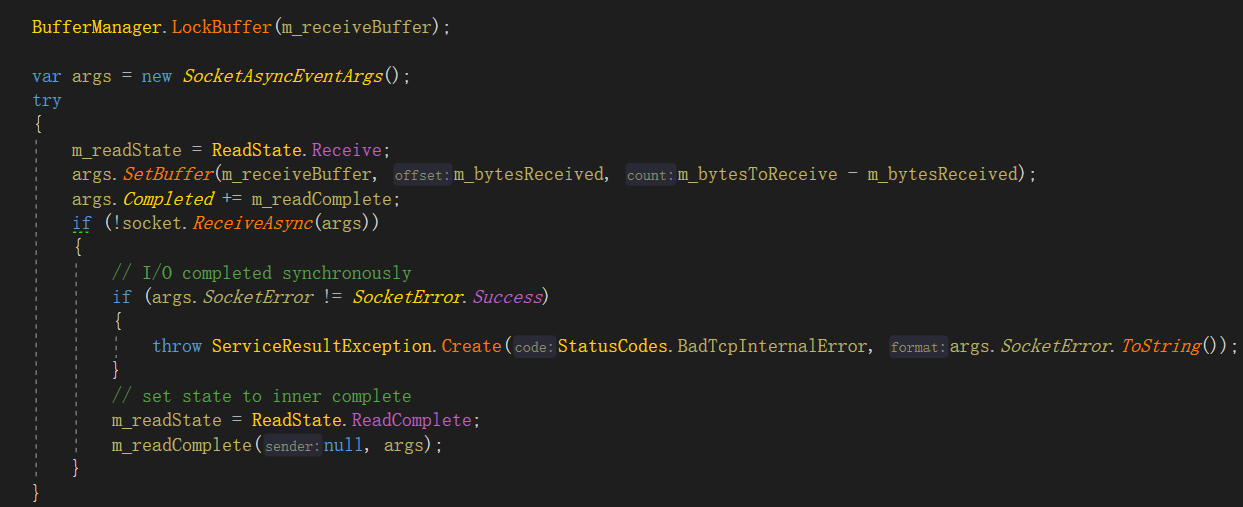 BufferManager.LockBuffer(m_receiveBuffer);
var args = new SocketAsyncEventArgs();
try
{
m_readState = ReadState.Receive;
args.SetBuffer(m_receiveBuffer, offset: m_bytesReceived, count: m_bytesToReceive - m_bytesReceived);
args.Completed += m_readComplete;
if (!socket.ReceiveAsync(args))
{
// I/O completed synchronously
if (args.SocketError != SocketError.Success)
{
throw ServiceResultException.Create(code: StatusCodes.BadTcpInternalError, format: args.SocketError.ToString());
}
// set state to inner complete
m_readState = ReadState.ReadComplete;
m_readComplete(sender: null, args);
}
}